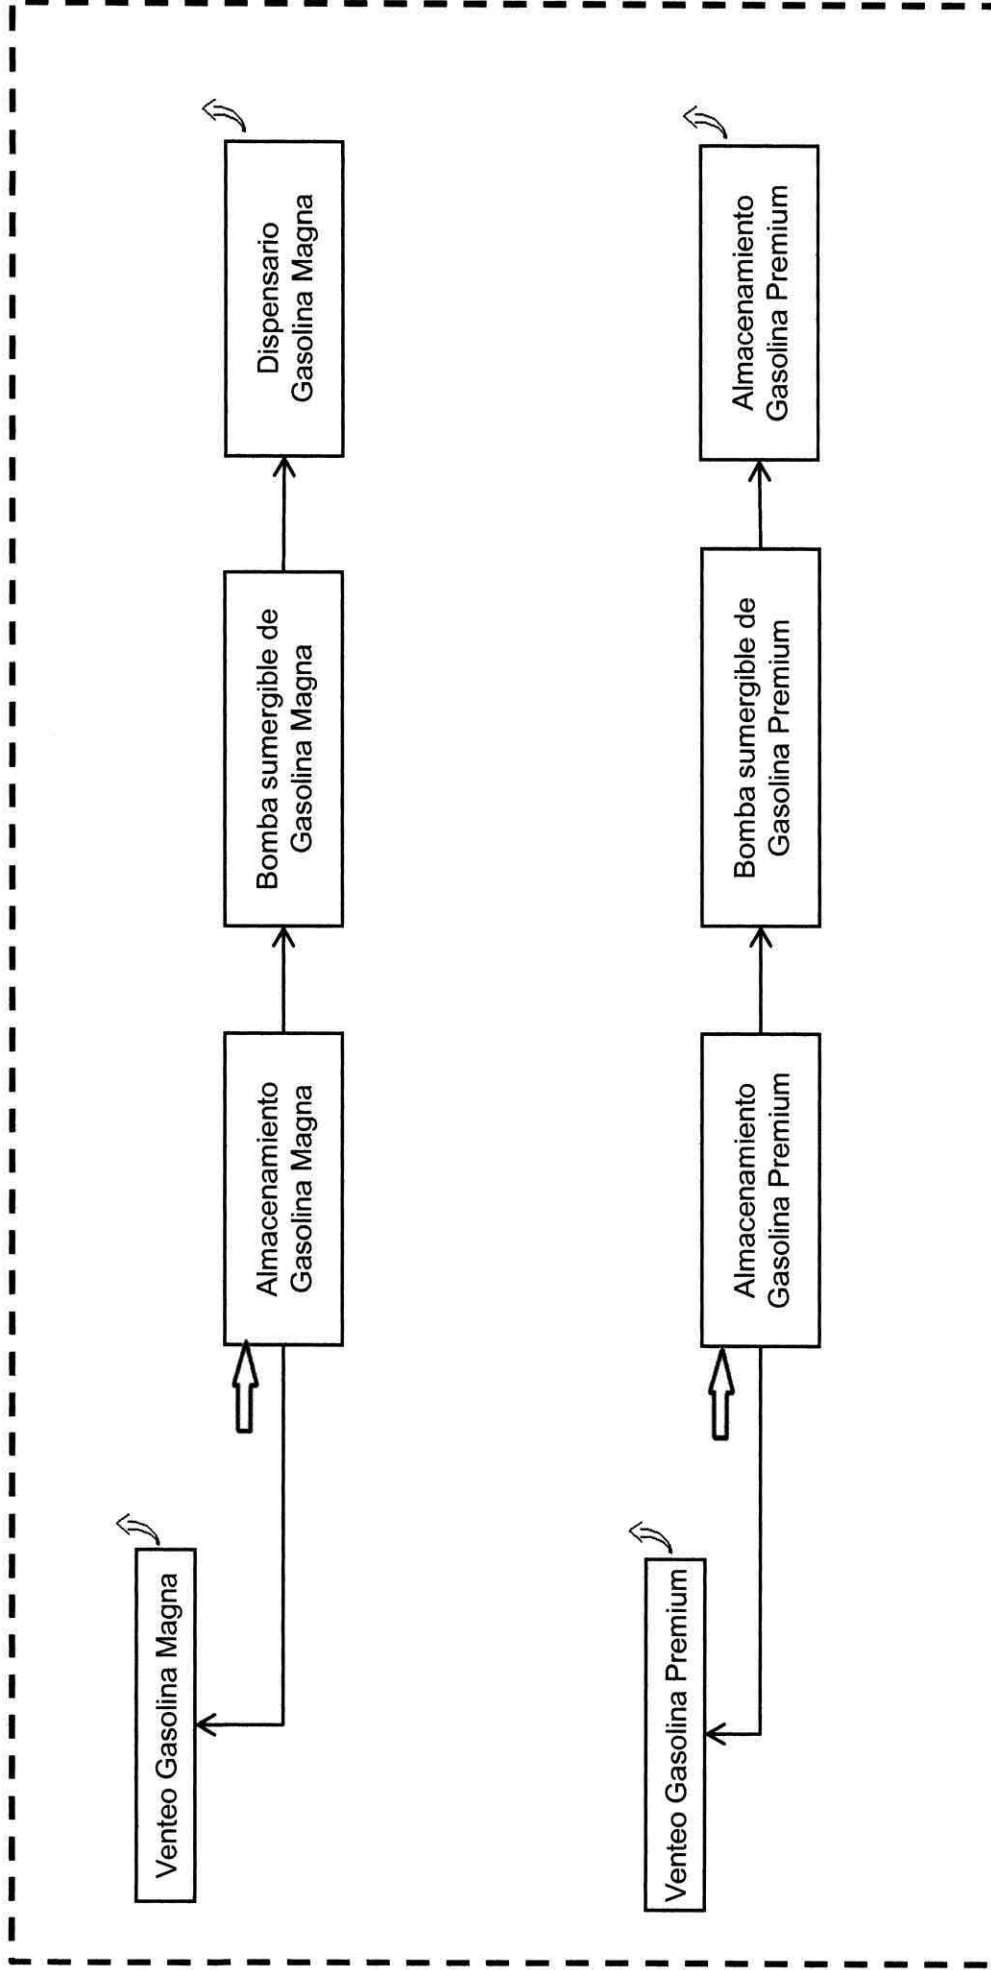 Venteo Gasolina Magna
Almacenamiento
Gasolina Magna
Bomba sumergible de
Gasolina Magna
Dispensario
Gasolina Magna
Venteo Gasolina Premium
Almacenamiento
Gasolina Premium
Bomba sumergible de
Gasolina Premium
Almacenamiento
Gasolina Premium